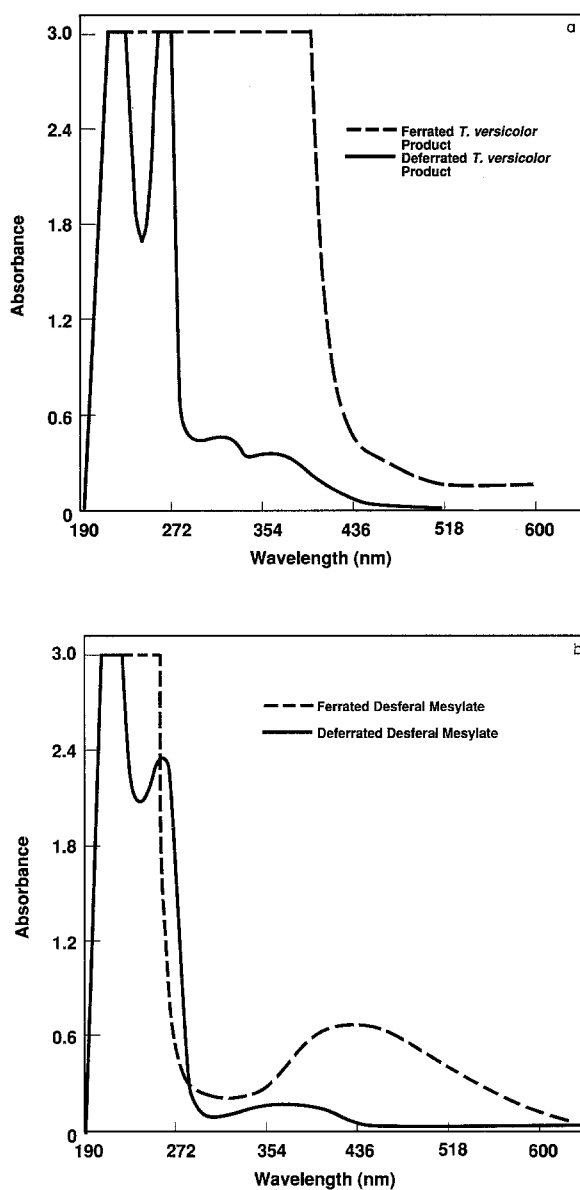 a
3.0
2.4
1.8
1.2
0.6
0
Absorbance
Ferrated T. versicolor
Product
Deferrated T. versicolor
Product
190 272 354 436 518 600
Wavelength (nm)
b
3.0
2.4
1.8
1.2
0.6
0
Absorbance
Ferrated Desferal Mesylate
Deferrated Desferal Mesylate
190 272 354 436 518 600
Wavelength (nm)